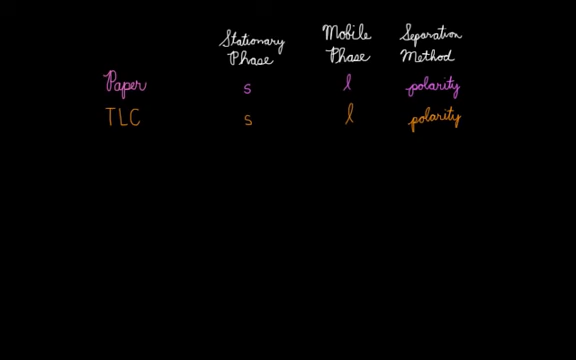 Stationary Phase Mobile Phase Separation Method
Paper s l polarity
TLC s l polarity